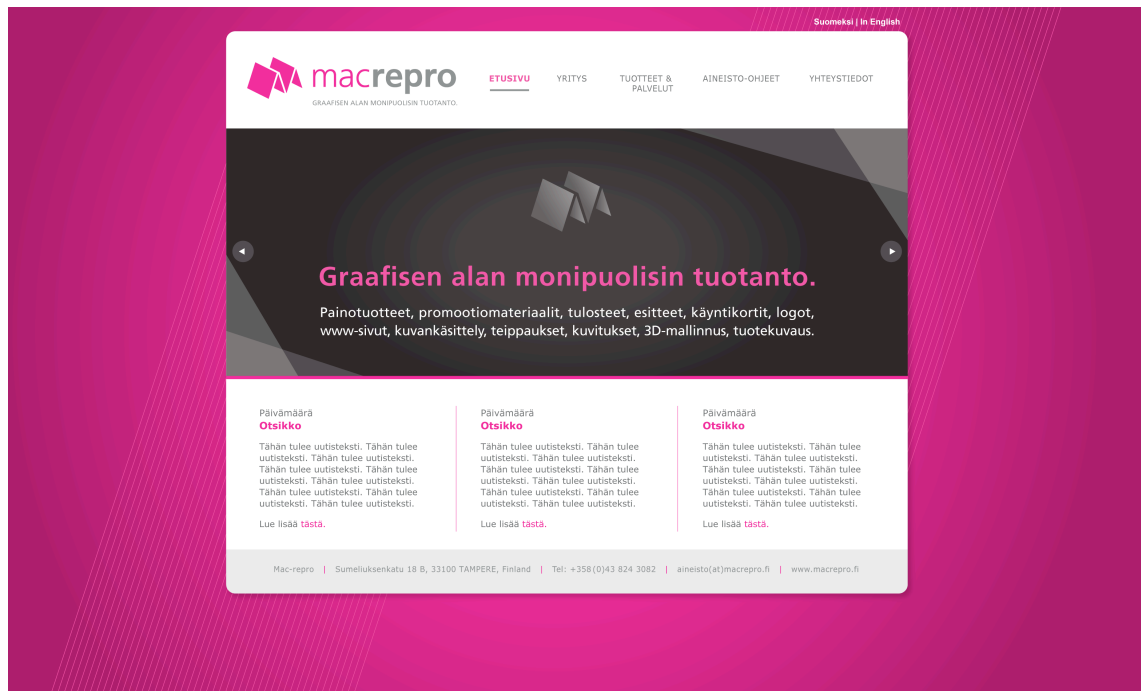 Suomeksi | In English
macrepro
GRAAFISEN ALAN MONIPUOLISIN TUOTANTO.
ETUSIVU
YRITYS
TUOTTEET &
PALVELUT
AINEISTO-OHJEET
YHTEYSTIEDOT
Graafisen alan monipuolisin tuotanto.
Painotuotteet, promootiomateriaalit, tulosteet, esitteet, käyntikortit, logot,
www-sivut, kuvankäsittely, teippaukset, kuvitukset, 3D-mallinnus, tuotekuvaus.
Päivämäärä
Otsikko
Tähän tulee uutisteksti. Tähän tulee
uutisteksti. Tähän tulee uutisteksti.
Tähän tulee uutisteksti. Tähän tulee
uutisteksti. Tähän tulee uutisteksti.
Tähän tulee uutisteksti. Tähän tulee
uutisteksti. Tähän tulee uutisteksti.
Lue lisää tästä.
Päivämäärä
Otsikko
Tähän tulee uutisteksti. Tähän tulee
uutisteksti. Tähän tulee uutisteksti.
Tähän tulee uutisteksti. Tähän tulee
uutisteksti. Tähän tulee uutisteksti.
Tähän tulee uutisteksti. Tähän tulee
uutisteksti. Tähän tulee uutisteksti.
Lue lisää tästä.
Päivämäärä
Otsikko
Tähän tulee uutisteksti. Tähän tulee
uutisteksti. Tähän tulee uutisteksti.
Tähän tulee uutisteksti. Tähän tulee
uutisteksti. Tähän tulee uutisteksti.
Tähän tulee uutisteksti. Tähän tulee
uutisteksti. Tähän tulee uutisteksti.
Lue lisää tästä.
Mac-repro | Sumeliuksenkatu 18 B, 33100 TAMPERE, Finland | Tel: +358(0)43 824 3082 | aineisto(at)macrepro.fi | www.macrepro.fi